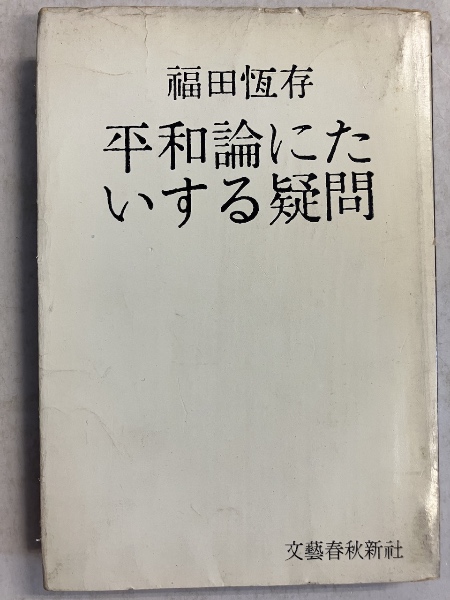 福田恆存
平和論にた
いする疑問
文藝春秋新社